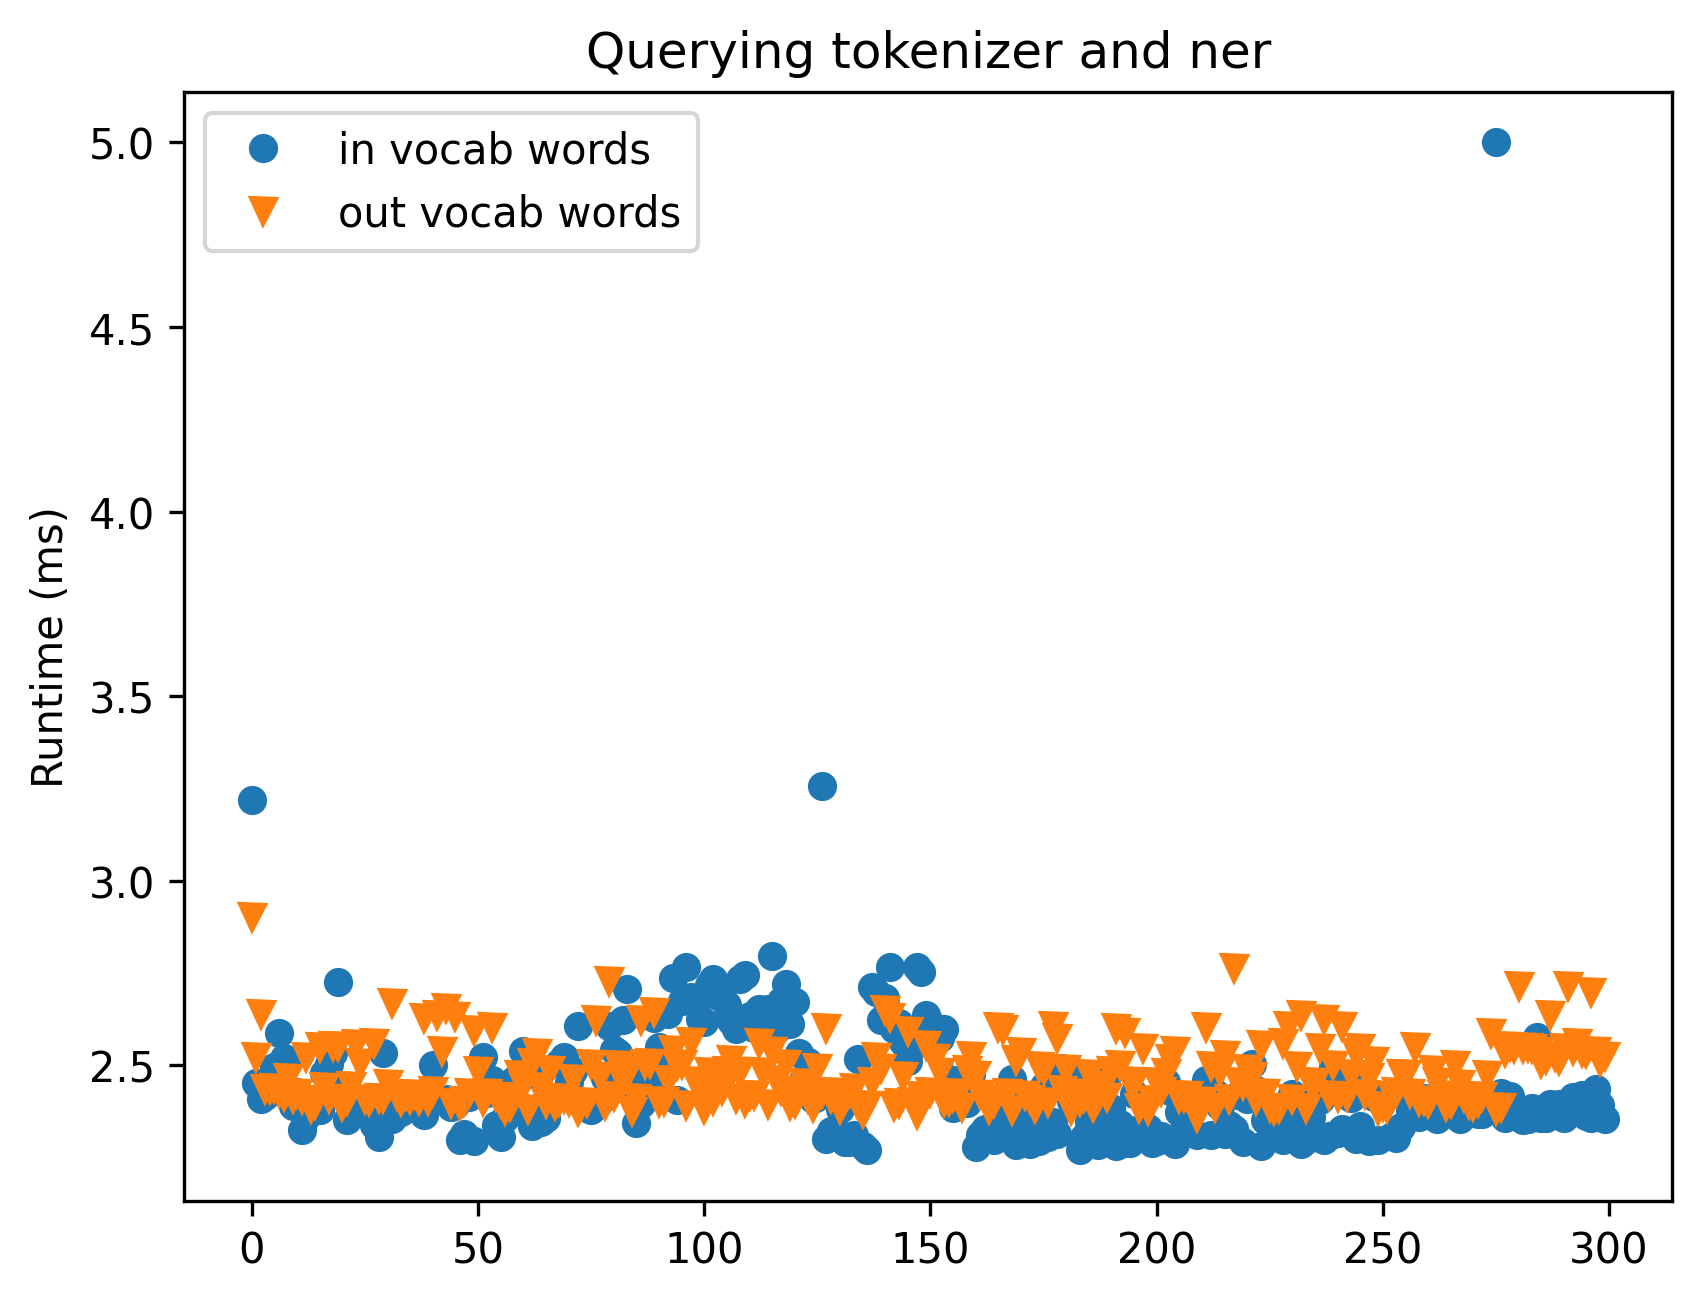 Querying tokenizer and ner
in vocab words
out vocab words
Runtime (ms)
5.0
4.5
4.0
3.5
3.0
2.5
0 50 100 150 200 250 300